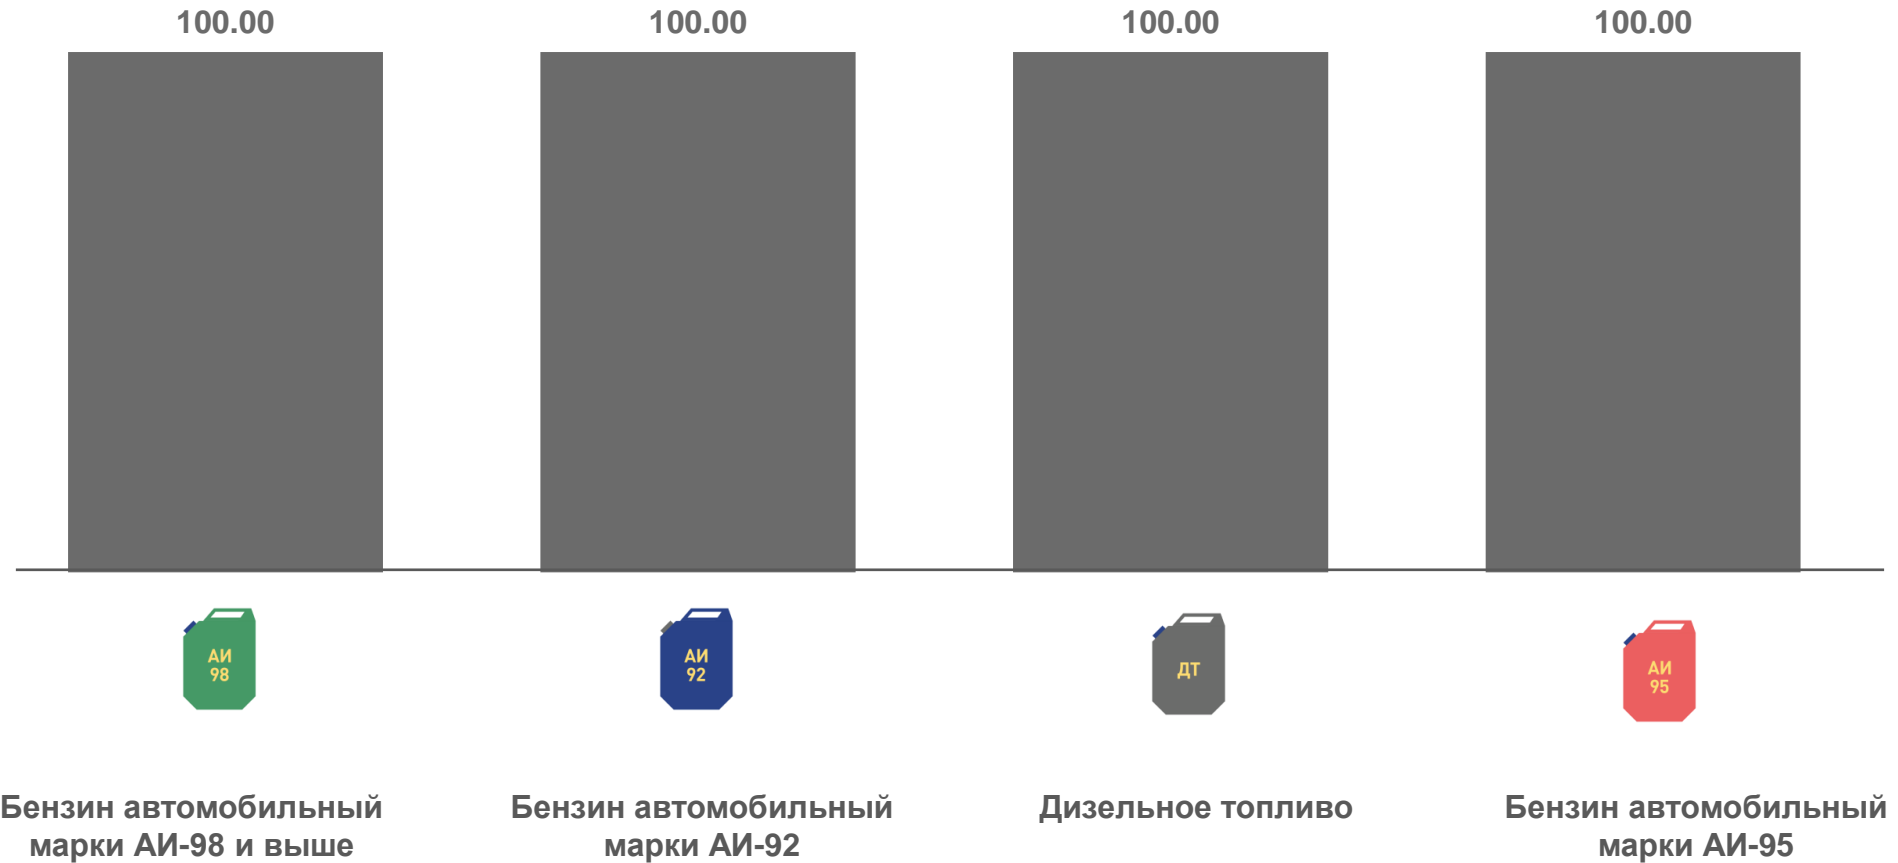 100.00
100.00
100.00
100.00
АИ
98
АИ
92
ДТ
АИ
95
Бензин автомобильный
марки АИ-98 и выше
Бензин автомобильный
марки АИ-92
Дизельное топливо
Бензин автомобильный
марки АИ-95